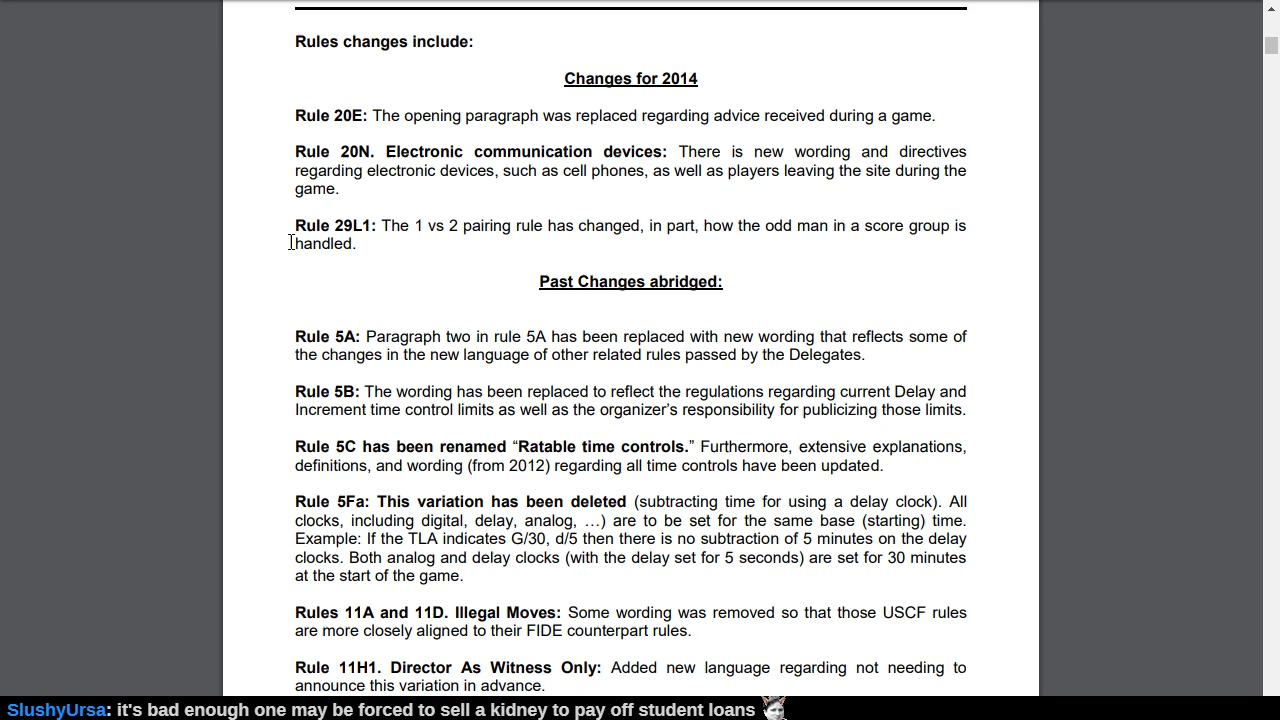 Rules changes include:
Changes for 2014
Rule 20E: The opening paragraph was replaced regarding advice received during a game.
Rule 20N. Electronic communication devices: There is new wording and directives
regarding electronic devices, such as cell phones, as well as players leaving the site during the
game.
Rule 29L1: The 1 vs 2 pairing rule has changed, in part, how the odd man in a score group is
handled.
Past Changes abridged:
Rule 5A: Paragraph two in rule 5A has been replaced with new wording that reflects some of
the changes in the new language of other related rules passed by the Delegates.
Rule 5B: The wording has been replaced to reflect the regulations regarding current Delay and
Increment time control limits as well as the organizer’s responsibility for publicizing those limits.
Rule 5C has been renamed “Ratable time controls.” Furthermore, extensive explanations,
definitions, and wording (from 2012) regarding all time controls have been updated.
Rule 5Fa: This variation has been deleted (subtracting time for using a delay clock). All
clocks, including digital, delay, analog, …) are to be set for the same base (starting) time.
Example: If the TLA indicates G/30, d/5 then there is no subtraction of 5 minutes on the delay
clocks. Both analog and delay clocks (with the delay set for 5 seconds) are set for 30 minutes
at the start of the game.
Rules 11A and 11D. Illegal Moves: Some wording was removed so that those USCF rules
are more closely aligned to their FIDE counterpart rules.
Rule 11H1. Director As Witness Only: Added new language regarding not needing to
announce this variation in advance.
SlushyUrsa: it's bad enough one may be forced to sell a kidney to pay off student loans